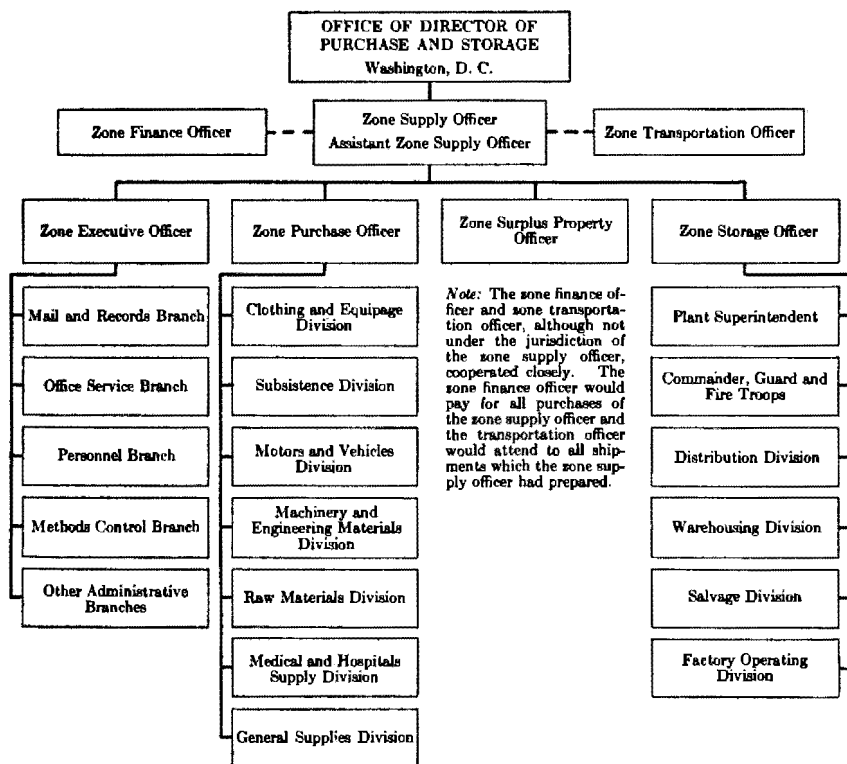 OFFICE OF DIRECTOR OF
PURCHASE AND STORAGE
Washington, D. C.
Zone Finance Officer
Zone Supply Officer
Assistant Zone Supply Officer
Zone Transportation Officer
Zone Executive Officer
Zone Purchase Officer
Zone Surplus Property
Officer
Zone Storage Officer
Mail and Records Branch
Office Service Branch
Personnel Branch
Methods Control Branch
Other Administrative
Branches
Clothing and Equipage
Division
Subsistence Division
Motors and Vehicles
Division
Machinery and
Engineering Materials
Division
Raw Materials Division
Medical and Hospitals
Supply Division
General Supplies Division
Note: The zone finance of-
ficer and zone transporta-
tion officer, although not
under the jurisdiction of
the zone supply officer,
cooperated closely. The
zone finance officer would
pay for all purchases of
the zone supply officer and
the transportation officer
would attend to all ship-
ments which the zone sup-
ply officer had prepared.
Plant Superintendent
Commander, Guard and
Fire Troops
Distribution Division
Warehousing Division
Salvage Division
Factory Operating
Division